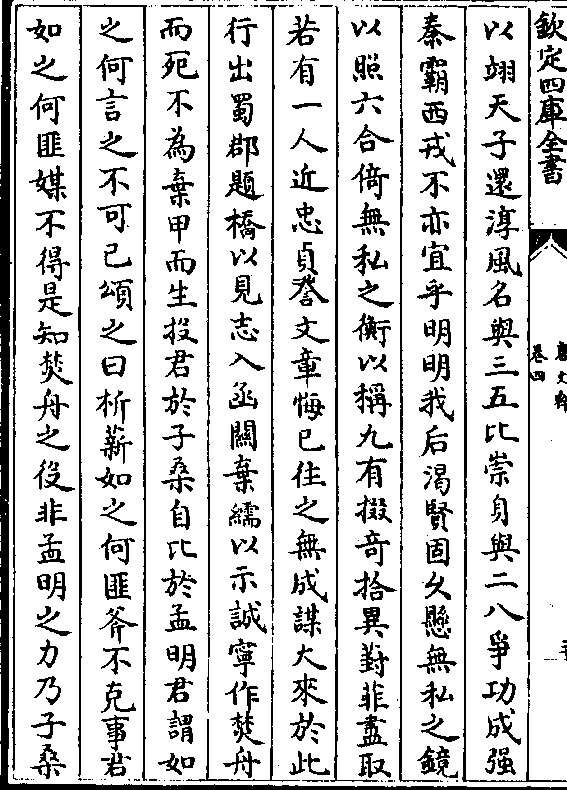 欽定四庫全書
卷四
以翊天子還淳風名與三五比崇身與二八爭功成强
秦霸西戎不亦宜乎明明我后渴賢固久懸無私之鏡
以照六合倚無私之衡以稱九有掇竒拾異對菲盡取
若有一人近忠貞誉文章悔已徃之無成謀大來於此
行出蜀郡題橋以見志入函關棄繻以示誠寧作焚舟
而死不為棄甲而生投君於子桑自比於孟明君謂如
之何言之不可已頌之曰析薪如之何匪斧不克事君
如之何匪媒不得是知焚舟之役非孟明之力乃子桑